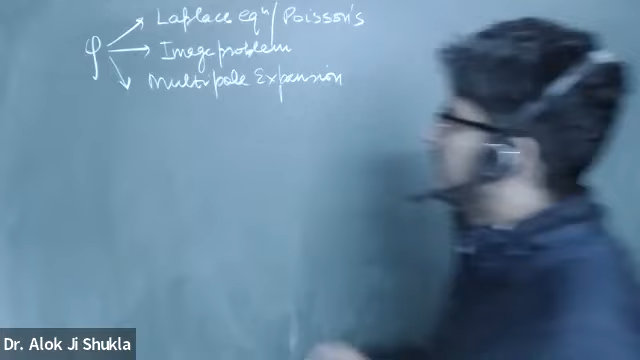 Laplace eqⁿ/Poisson's
φ Image problem
Multipole Expansion
Dr. Alok Ji Shukla